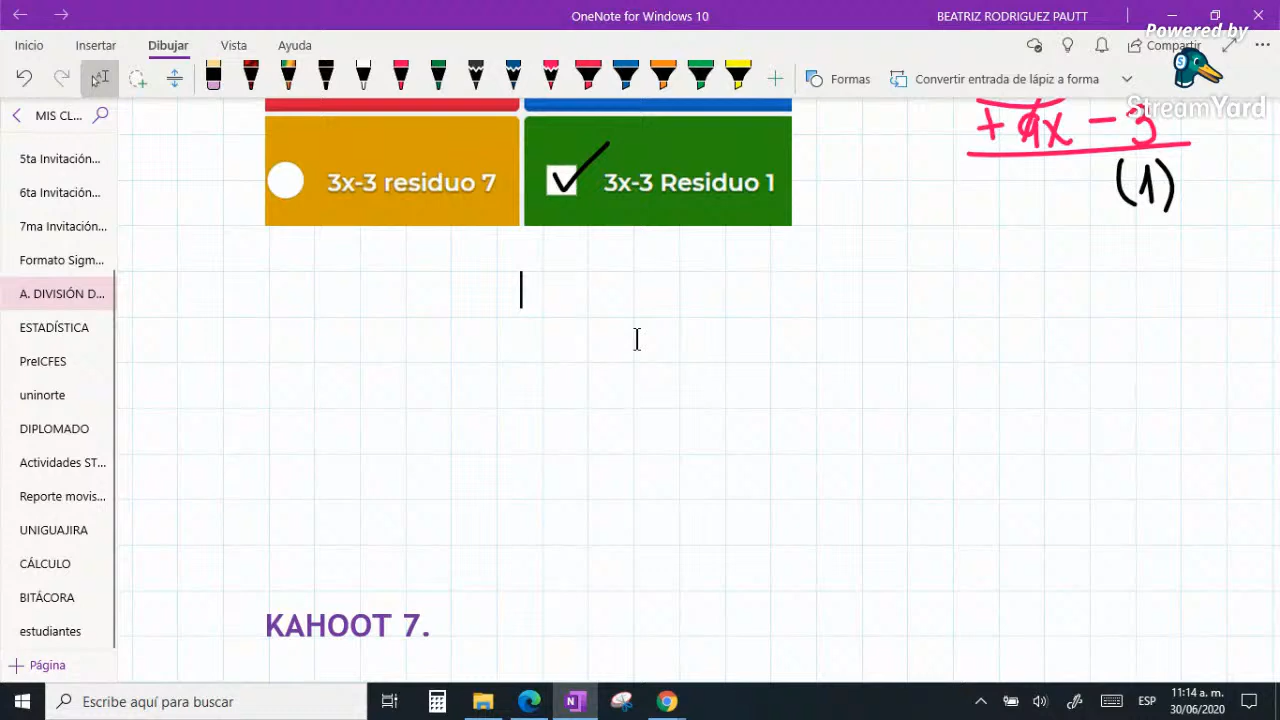 OneNote for Windows 10
BEATRIZ RODRIGUEZ PAUTT
Powered by
StreamYard
Inicio
Insertar
Dibujar
Vista
Ayuda
Compartir
Formas
Convertir entrada de lápiz a forma
MIS CL...
5ta Invitación...
6ta Invitación...
7ma Invitación...
Formato Sigm...
A. DIVISIÓN D...
ESTADÍSTICA
PreICFES
uninorte
DIPLOMADO
Actividades ST...
Reporte movis...
UNIGUAJIRA
CÁLCULO
BITÁCORA
estudiantes
Página
3x-3 residuo 7
3x-3 Residuo 1
- 3
(1)
KAHOOT 7.
Escribe aquí para buscar
ESP
11:14 a. m.
30/06/2020